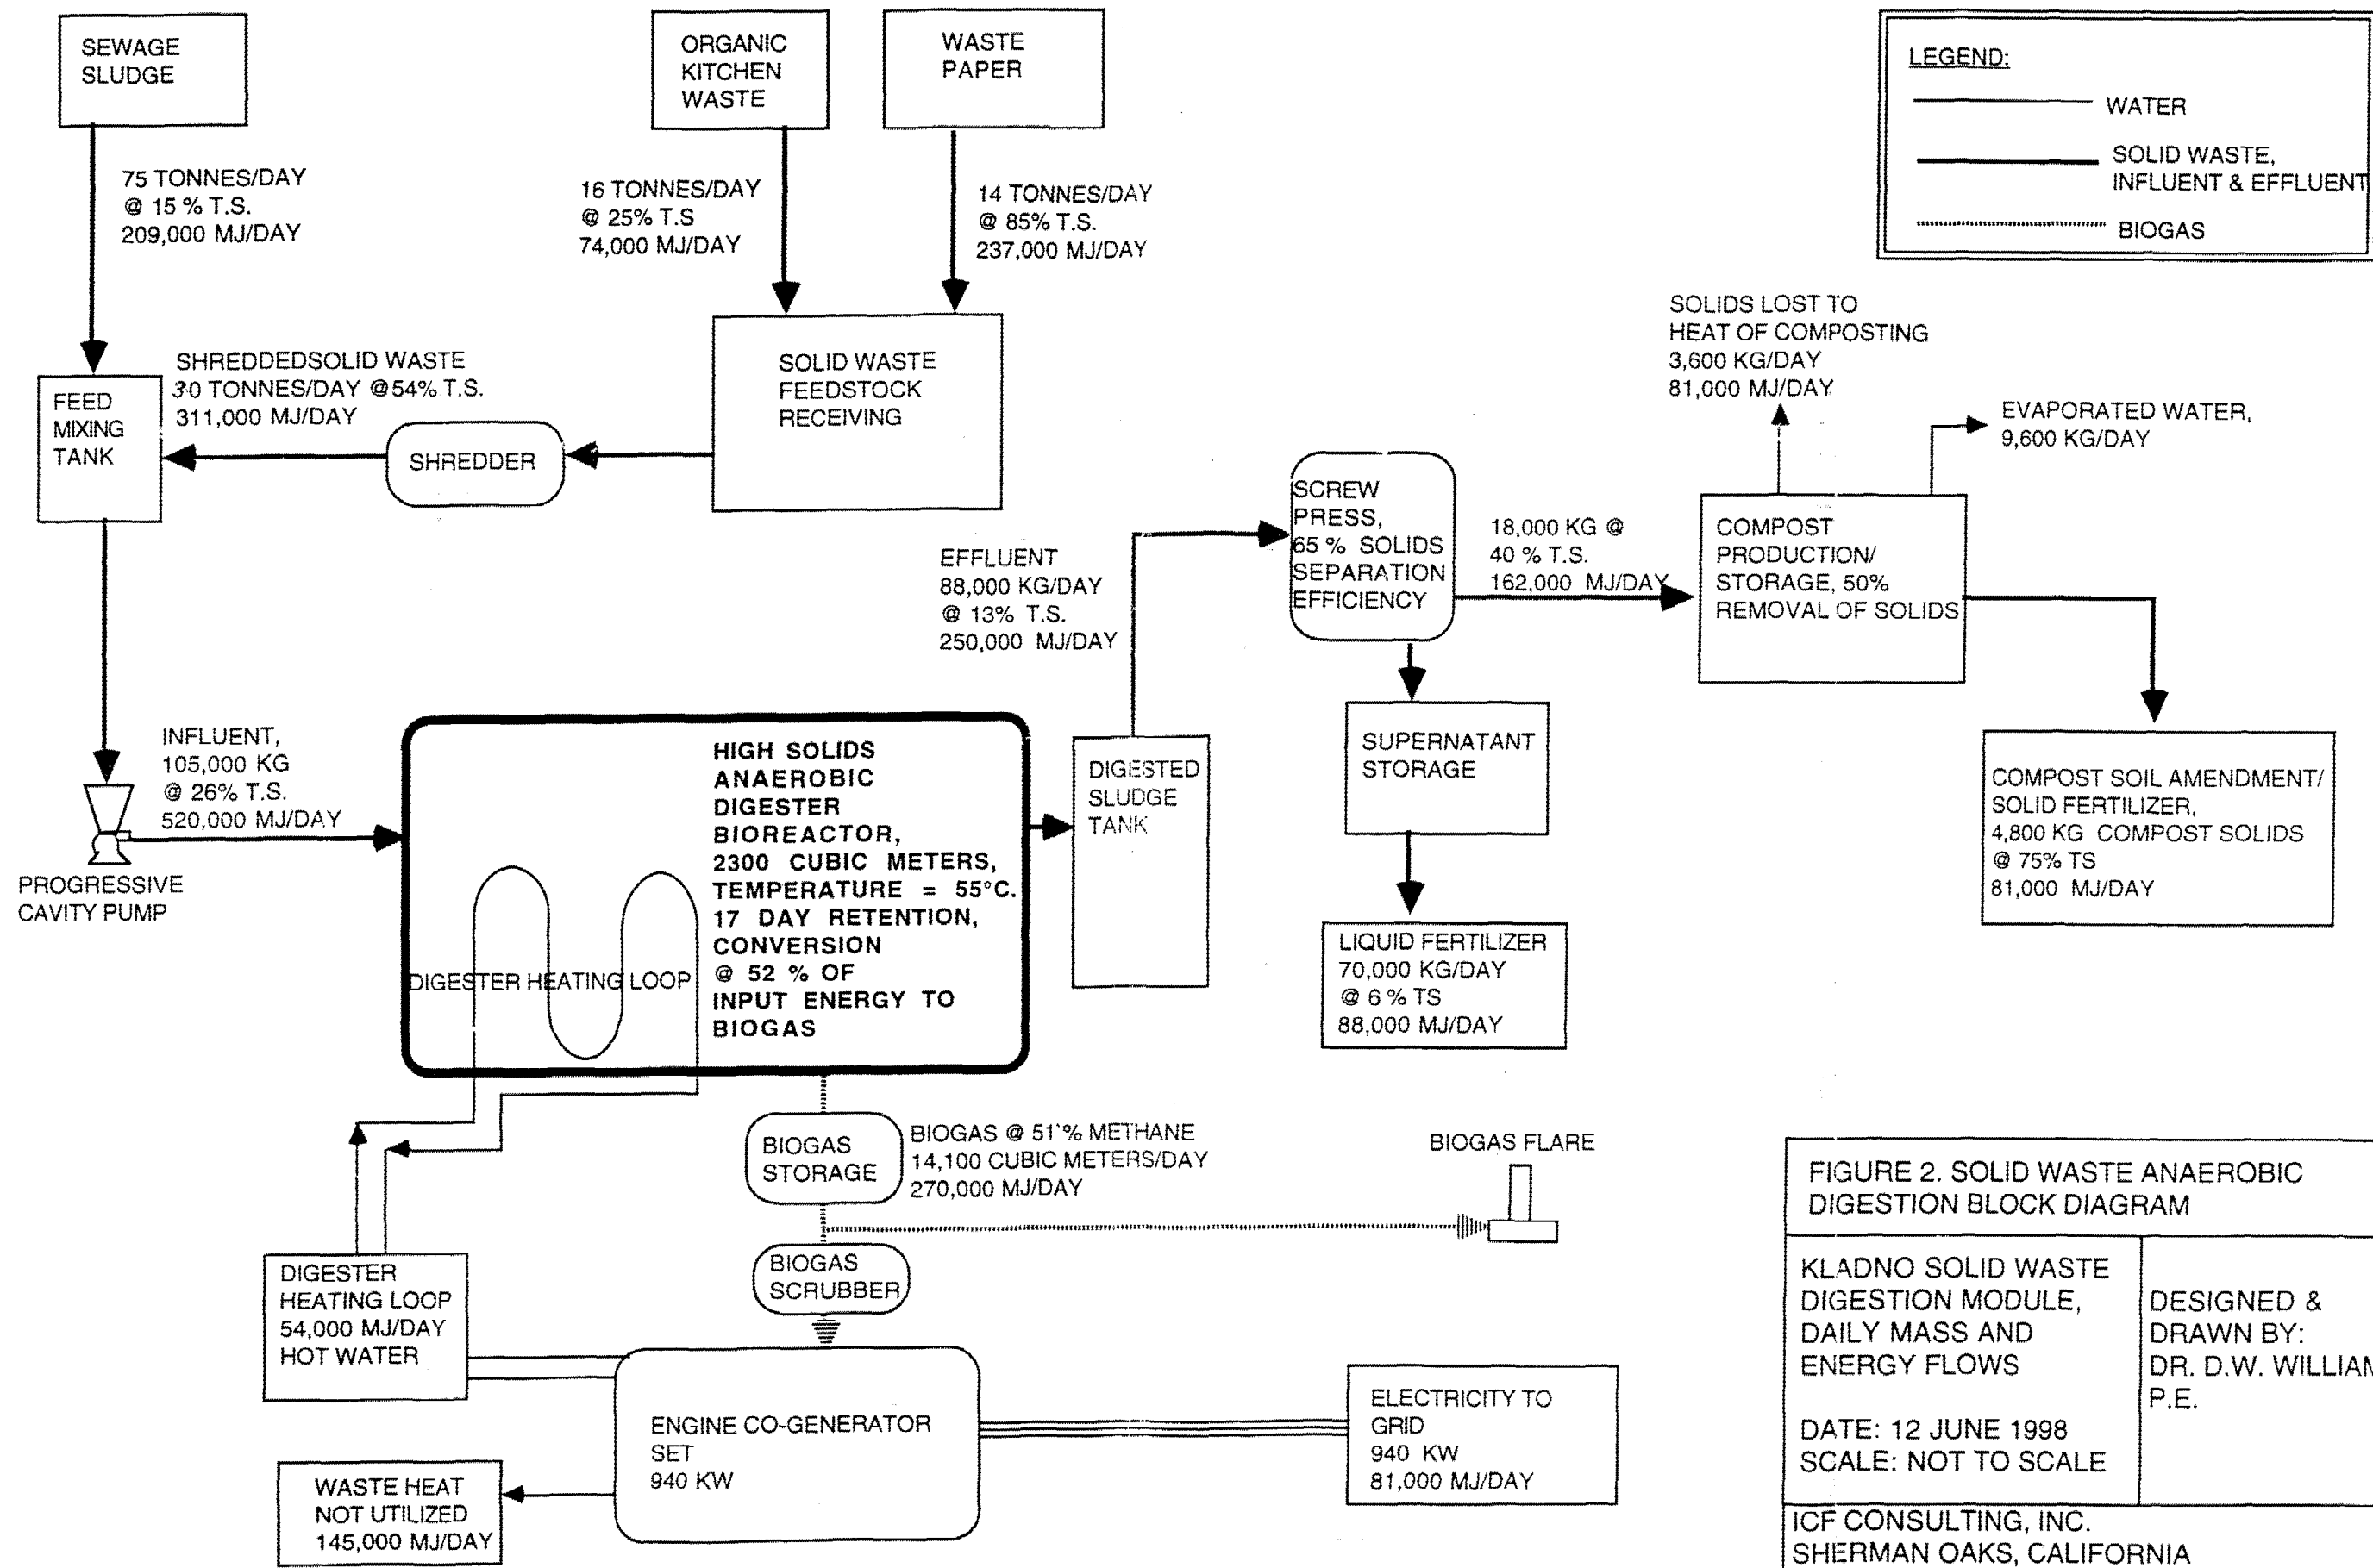 SEWAGE
SLUDGE
ORGANIC
KITCHEN
WASTE
WASTE
PAPER
LEGEND:
WATER
SOLID WASTE,
INFLUENT & EFFLUENT
BIOGAS
75 TONNES/DAY
@ 15 % T.S.
209,000 MJ/DAY
16 TONNES/DAY
@ 25% T.S
74,000 MJ/DAY
14 TONNES/DAY
@ 85% T.S.
237,000 MJ/DAY
SOLIDS LOST TO
HEAT OF COMPOSTING
3,600 KG/DAY
81,000 MJ/DAY
EVAPORATED WATER,
9,600 KG/DAY
FEED
MIXING
TANK
SHREDDEDSOLID WASTE
30 TONNES/DAY @54% T.S.
311,000 MJ/DAY
SHREDDER
SOLID WASTE
FEEDSTOCK
RECEIVING
EFFLUENT
88,000 KG/DAY
@ 13% T.S.
250,000 MJ/DAY
SCREW
PRESS,
65 % SOLIDS
SEPARATION
EFFICIENCY
18,000 KG @
40 % T.S.
162,000 MJ/DAY
COMPOST
PRODUCTION/
STORAGE, 50%
REMOVAL OF SOLIDS
INFLUENT,
105,000 KG
@ 26% T.S.
520,000 MJ/DAY
PROGRESSIVE
CAVITY PUMP
HIGH SOLIDS
ANAEROBIC
DIGESTER
BIOREACTOR,
2300 CUBIC METERS,
TEMPERATURE = 55°C.
17 DAY RETENTION,
CONVERSION
@ 52 % OF
INPUT ENERGY TO
BIOGAS
DIGESTER HEATING LOOP
DIGESTED
SLUDGE
TANK
SUPERNATANT
STORAGE
LIQUID FERTILIZER
70,000 KG/DAY
@ 6 % TS
88,000 MJ/DAY
COMPOST SOIL AMENDMENT/
SOLID FERTILIZER,
4,800 KG COMPOST SOLIDS
@ 75% TS
81,000 MJ/DAY
BIOGAS
STORAGE
BIOGAS @ 51 % METHANE
14,100 CUBIC METERS/DAY
270,000 MJ/DAY
BIOGAS FLARE
BIOGAS
SCRUBBER
DIGESTER
HEATING LOOP
54,000 MJ/DAY
HOT WATER
ENGINE CO-GENERATOR
SET
940 KW
WASTE HEAT
NOT UTILIZED
145,000 MJ/DAY
ELECTRICITY TO
GRID
940 KW
81,000 MJ/DAY
FIGURE 2. SOLID WASTE ANAEROBIC
DIGESTION BLOCK DIAGRAM
KLADNO SOLID WASTE
DIGESTION MODULE,
DAILY MASS AND
ENERGY FLOWS
DATE: 12 JUNE 1998
SCALE: NOT TO SCALE
DESIGNED &
DRAWN BY:
DR. D.W. WILLIAM
P.E.
ICF CONSULTING, INC.
SHERMAN OAKS, CALIFORNIA